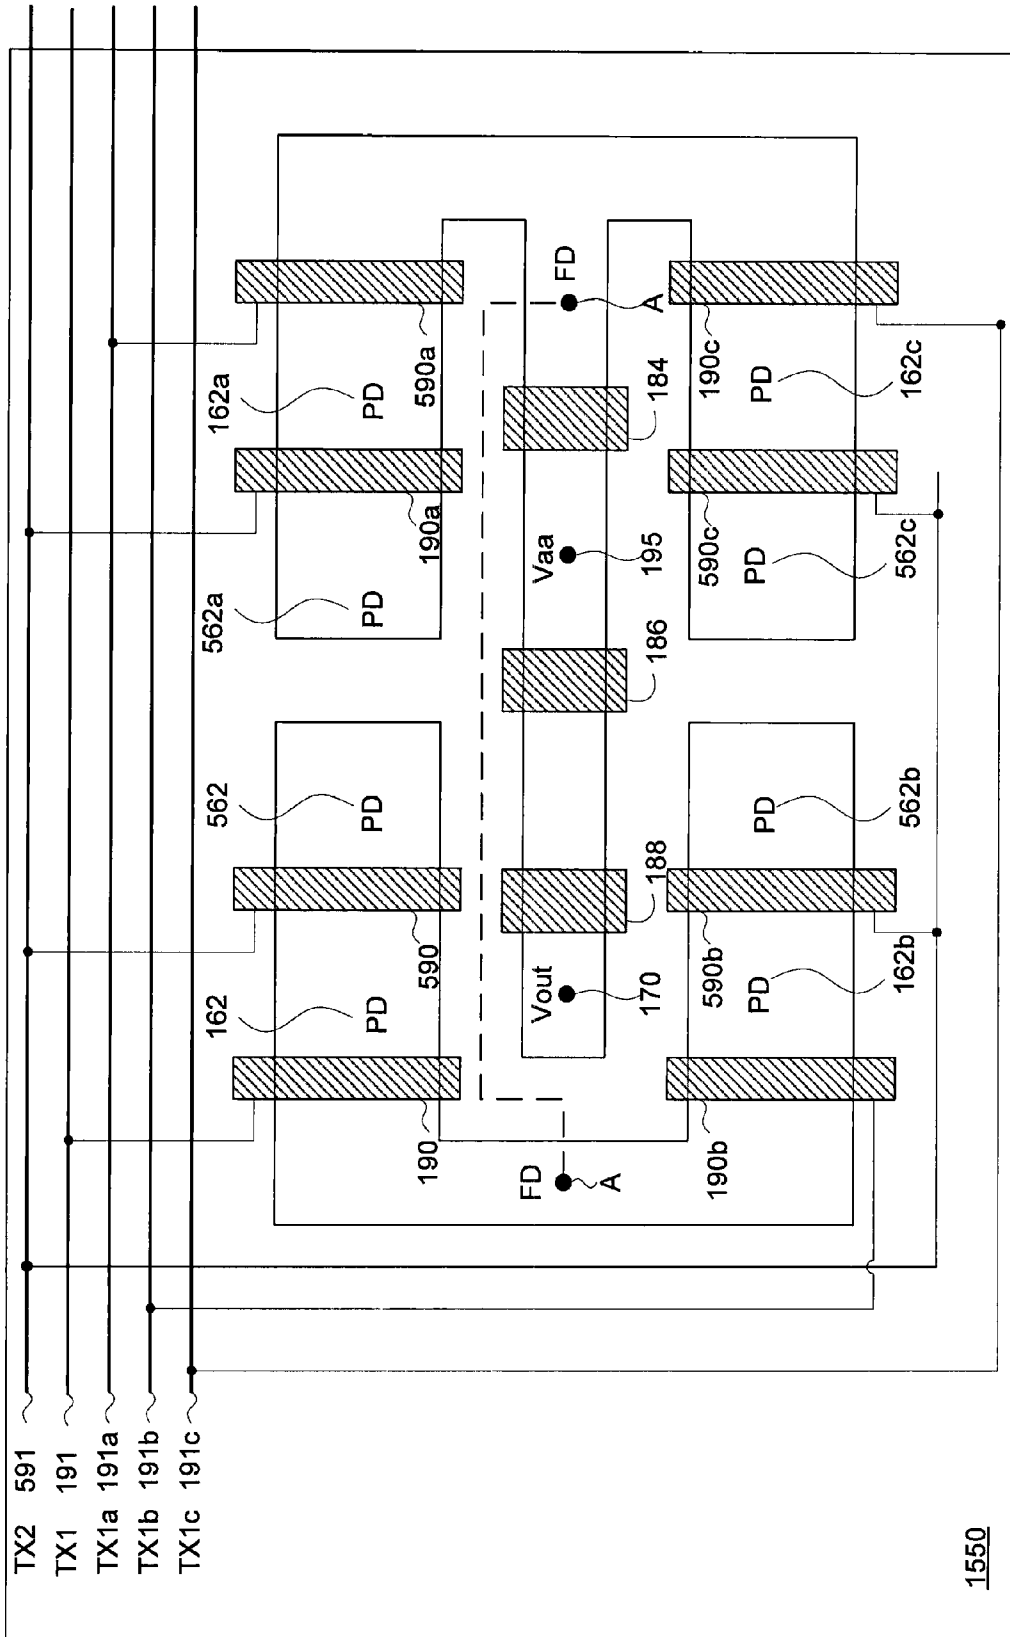 TX2 591
TX1 191
TX1a 191a
TX1b 191b
TX1c 191c
162 562 562a 162a
PD PD PD PD
190 590 190a 590a
FD Vout Vaa FD
A 170 195 A
188 186 184
190b 590b 590c 190c
PD PD PD PD
162b 562b 562c 162c
1550